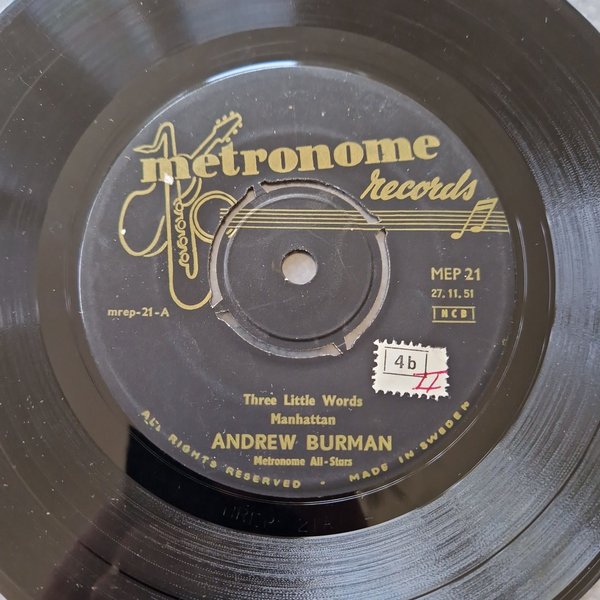 metronome
records
MEP 21
27.11.51
NCB
mrep-21-A
4b
II
Three Little Words
Manhattan
ANDREW BURMAN
Metronome All-Stars
ALL RIGHTS RESERVED - MADE IN SWEDEN